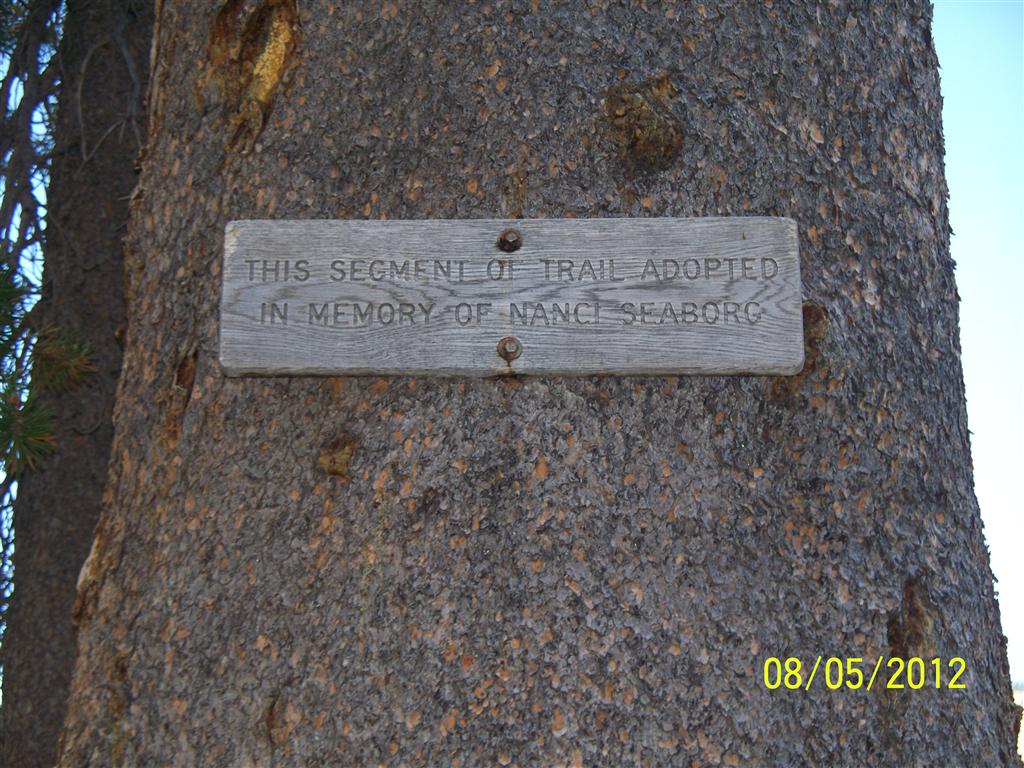 THIS SEGMENT OF TRAIL ADOPTED
IN MEMORY OF NANCI SEABORG
08/05/2012